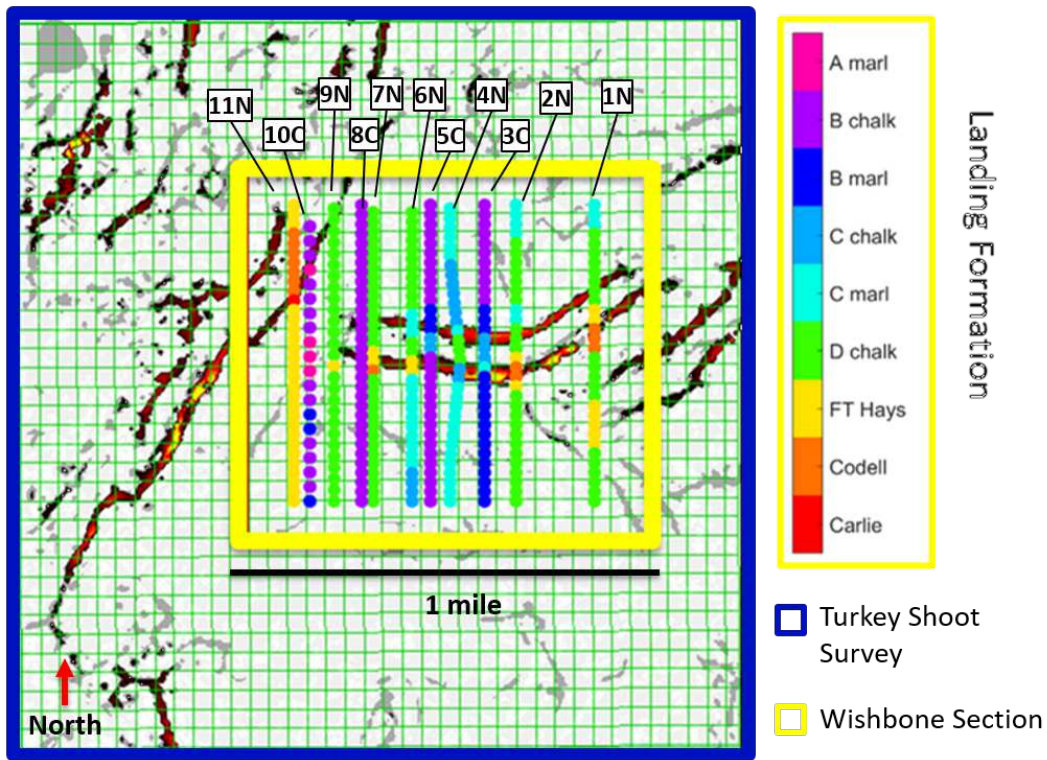 9N
7N
6N
4N
2N
1N
11N
10C
8C
5C
3C
1 mile
North
A marl
B chalk
B marl
C chalk
C marl
D chalk
FT Hays
Codell
Carlie
Landing Formation
Turkey Shoot
Survey
Wishbone Section